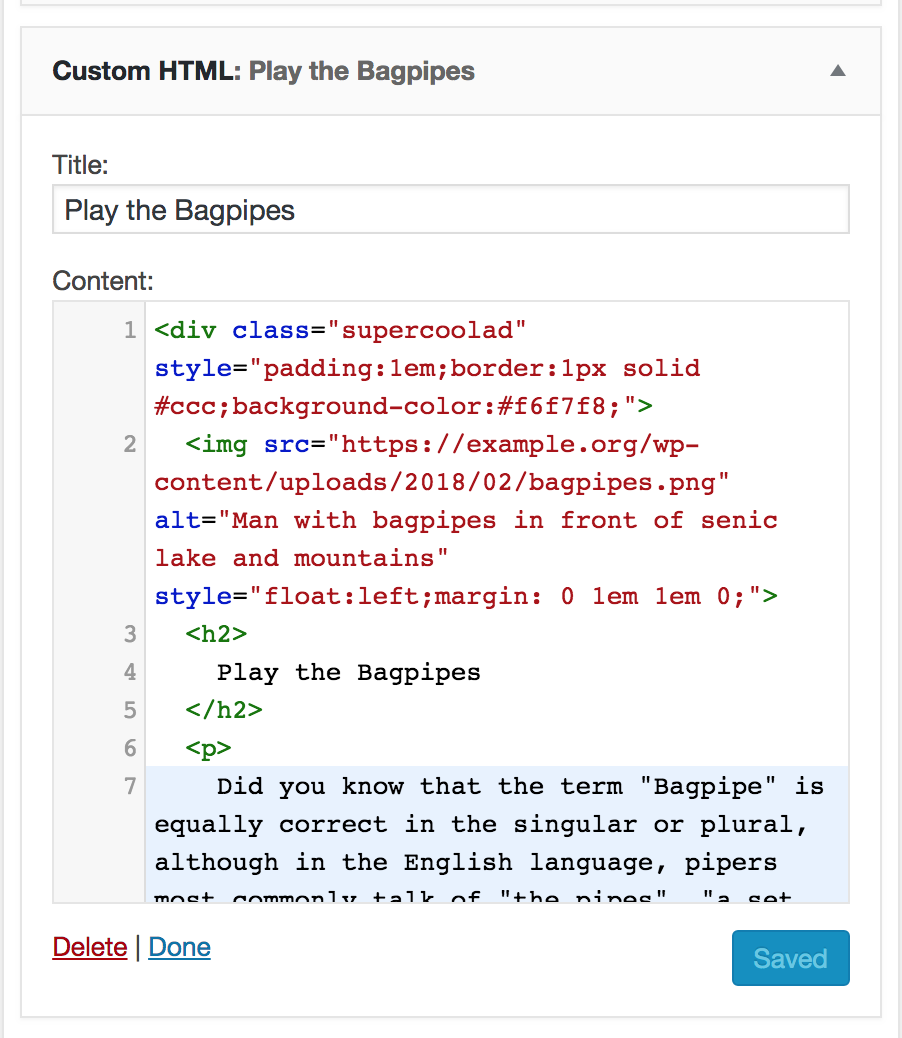 Custom HTML: Play the Bagpipes
Title:
Play the Bagpipes
Content:
1 <div class="supercoolad"
style="padding:1em;border:1px solid
#ccc;background-color:#f6f7f8;">
2 <img src="https://example.org/wp-
content/uploads/2018/02/bagpipes.png"
alt="Man with bagpipes in front of senic
lake and mountains"
style="float:left;margin: 0 1em 1em 0;">
3 <h2>
4 Play the Bagpipes
5 </h2>
6 <p>
7 Did you know that the term "Bagpipe" is
equally correct in the singular or plural,
although in the English language, pipers
most commonly talk of "the pipes", "a set
Delete | Done
Saved